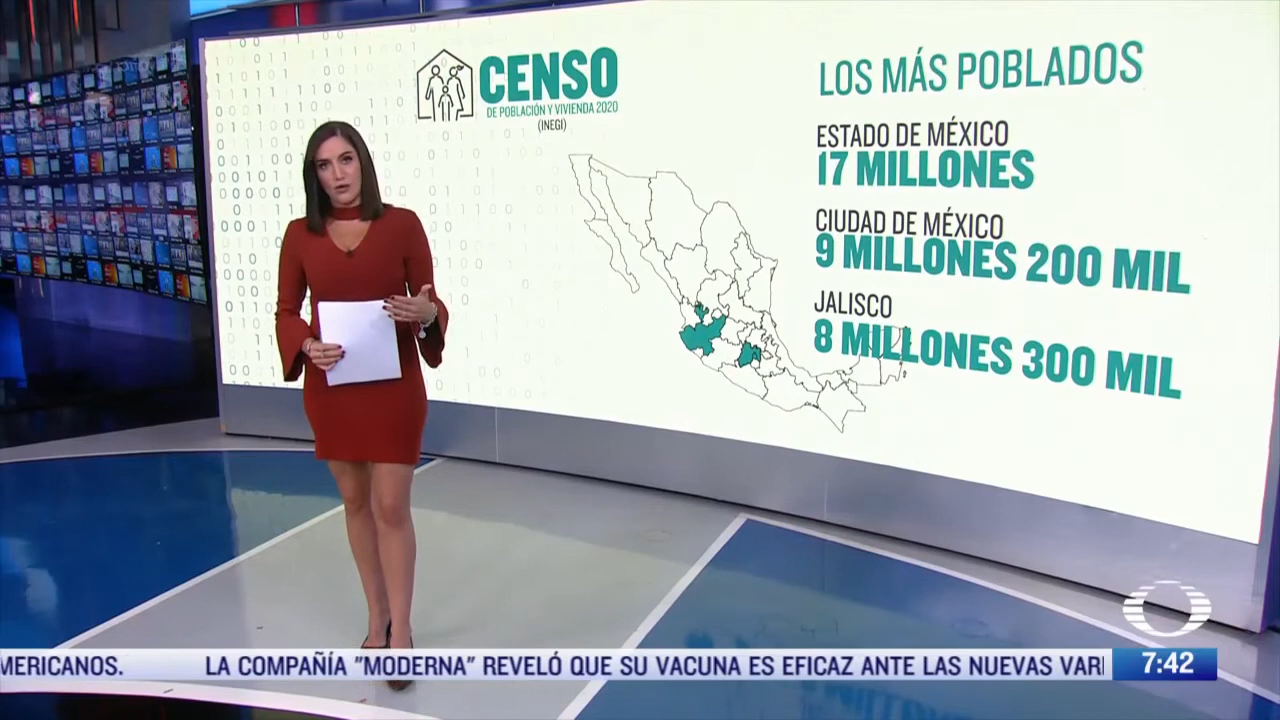 CENSO
DE POBLACIÓN Y VIVIENDA 2020
(INEGI)
LOS MÁS POBLADOS
ESTADO DE MÉXICO
17 MILLONES
CIUDAD DE MÉXICO
9 MILLONES 200 MIL
JALISCO
8 MILLONES 300 MIL
MERICANOS. LA COMPAÑÍA "MODERNA" REVELÓ QUE SU VACUNA ES EFICAZ ANTE LAS NUEVAS VARI
7:42